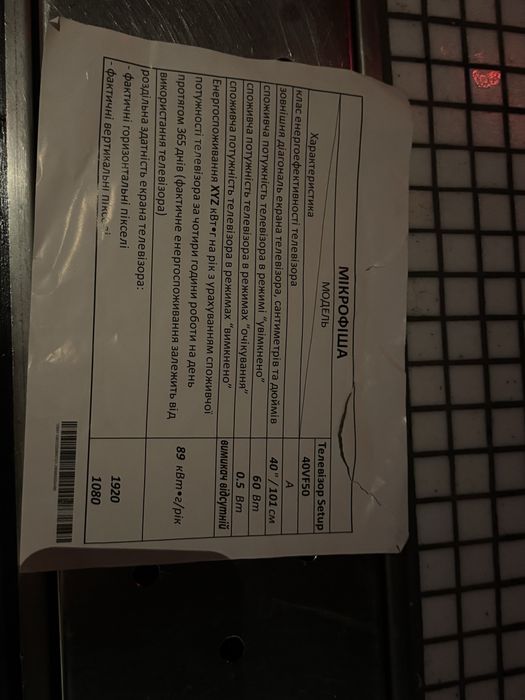 МІКРОФІША
МОДЕЛЬ
Телевізор Setup
40VF50
Характеристика
клас енергоефективності телевізора
A
зовнішня діагональ екрана телевізора, сантиметрів та дюймів
40" / 101 см
споживча потужність телевізора в режимі "увімкнено"
60 Вт
споживча потужність телевізора в режимах "очікування"
0.5 Вт
споживча потужність телевізора в режимах "вимкнено"
вимикач відсутній
Енергоспоживання XYZ кВт•г на рік з урахуванням споживчої
потужності телевізора за чотири години роботи на день
протягом 365 днів (фактичне енергоспоживання залежить від
використання телевізора)
89 кВт•г/рік
роздільна здатність екрана телевізора:
- фактичні горизонтальні пікселі
1920
- фактичні вертикальні
1080